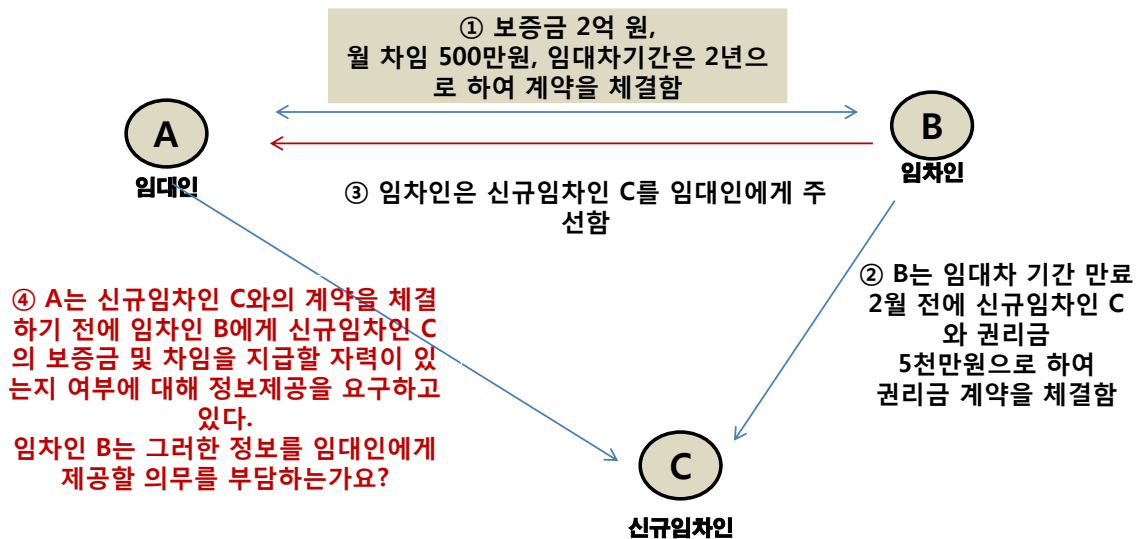 ① 보증금 2억 원,
월 차임 500만원, 임대차기간은 2년으
로 하여 계약을 체결함
A
임대인
B
임차인
③ 임차인은 신규임차인 C를 임대인에게 주
선함
② B는 임대차 기간 만료
2월 전에 신규임차인 C
와 권리금
5천만원으로 하여
권리금 계약을 체결함
④ A는 신규임차인 C와의 계약을 체결
하기 전에 임차인 B에게 신규임차인 C
의 보증금 및 차임을 지급할 자력이 있
는지 여부에 대해 정보제공을 요구하고
있다.
임차인 B는 그러한 정보를 임대인에게
제공할 의무를 부담하는가요?
C
신규임차인